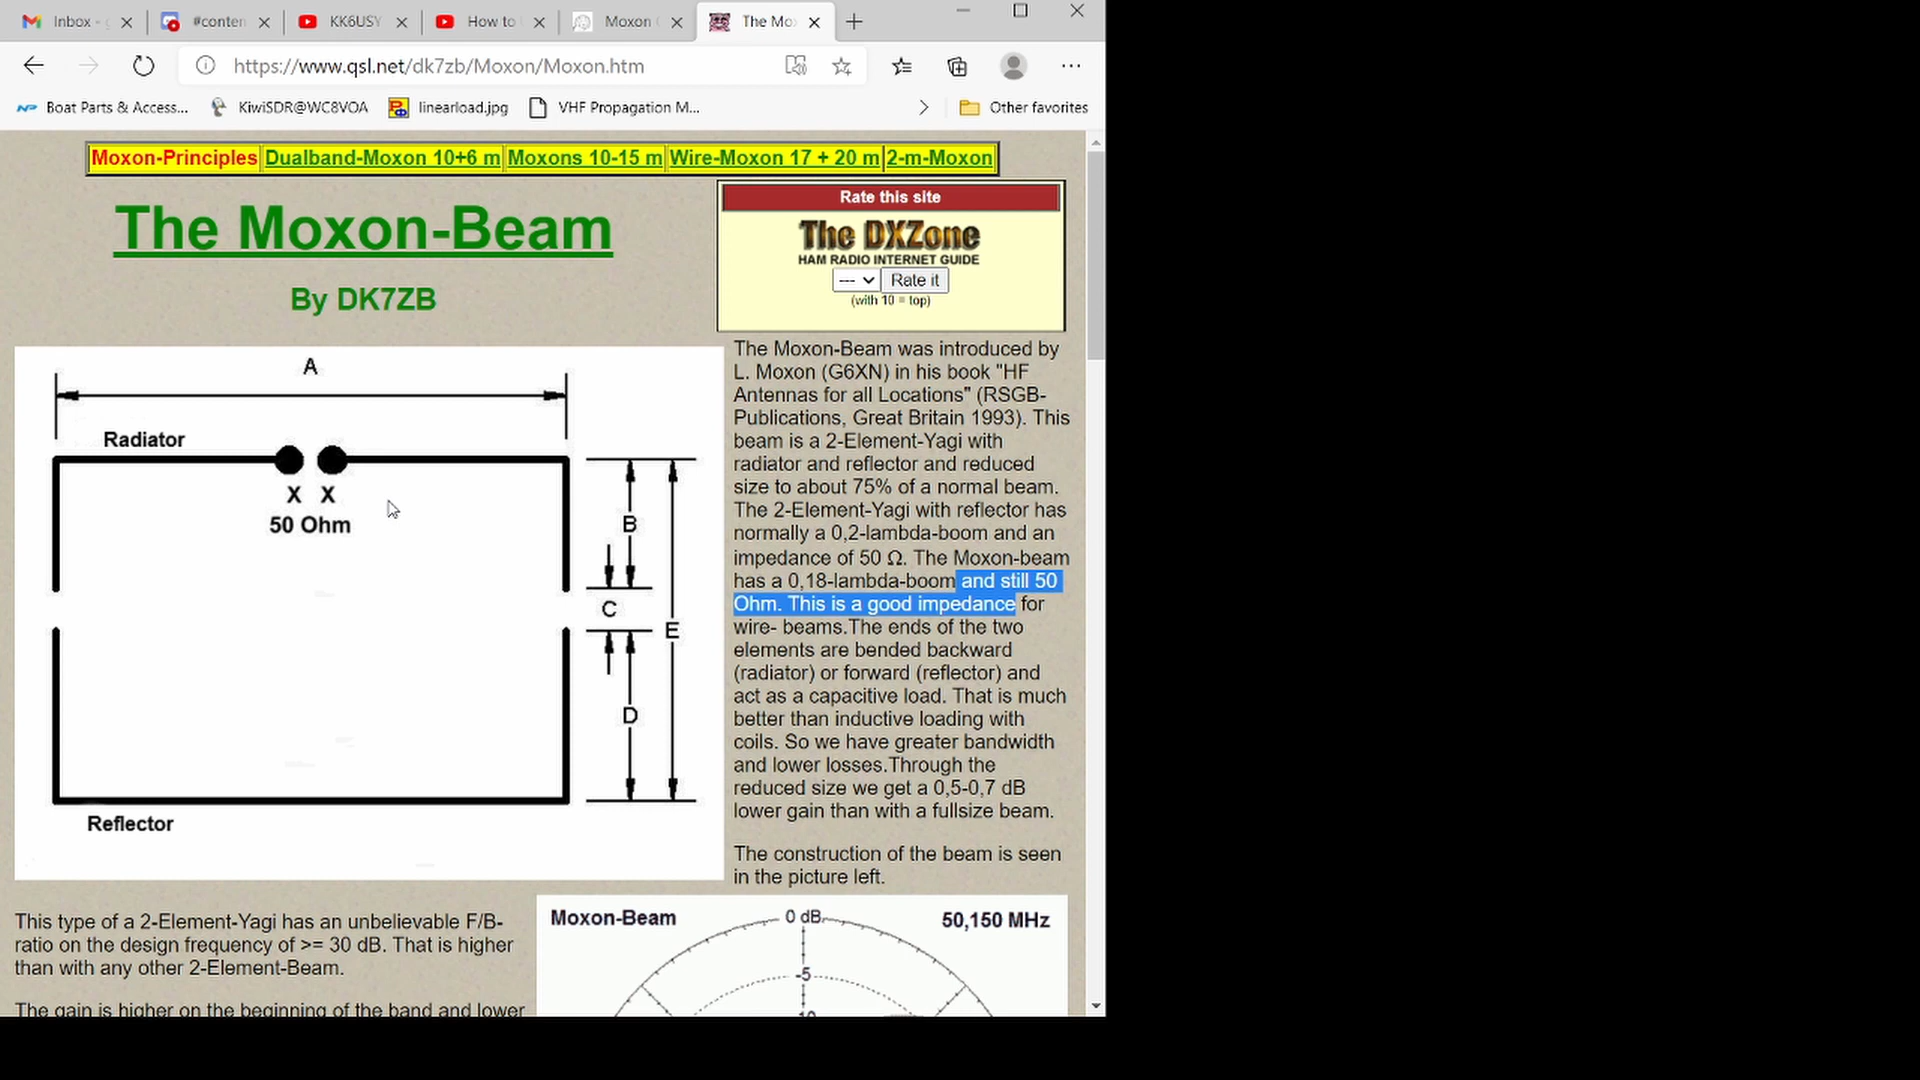 Inbox -
#conten
KK6USY
How to
Moxon
The Mo
https://www.qsl.net/dk7zb/Moxon/Moxon.htm
Boat Parts & Access...
KiwiSDR@WC8VOA
linearload.jpg
VHF Propagation M...
Other favorites
Moxon-Principles Dualband-Moxon 10+6 m Moxons 10-15 m Wire-Moxon 17 + 20 m 2-m-Moxon
The Moxon-Beam
By DK7ZB
Rate this site
The DXZone
HAM RADIO INTERNET GUIDE
--- Rate it
(with 10 = top)
A
Radiator
X X
50 Ohm
B
C
E
D
Reflector
The Moxon-Beam was introduced by
L. Moxon (G6XN) in his book "HF
Antennas for all Locations" (RSGB-
Publications, Great Britain 1993). This
beam is a 2-Element-Yagi with
radiator and reflector and reduced
size to about 75% of a normal beam.
The 2-Element-Yagi with reflector has
normally a 0,2-lambda-boom and an
impedance of 50 Ω. The Moxon-beam
has a 0,18-lambda-boom and still 50
Ohm. This is a good impedance for
wire- beams.The ends of the two
elements are bended backward
(radiator) or forward (reflector) and
act as a capacitive load. That is much
better than inductive loading with
coils. So we have greater bandwidth
and lower losses.Through the
reduced size we get a 0,5-0,7 dB
lower gain than with a fullsize beam.
The construction of the beam is seen
in the picture left.
This type of a 2-Element-Yagi has an unbelievable F/B-
ratio on the design frequency of >= 30 dB. That is higher
than with any other 2-Element-Beam.
The gain is higher on the beginning of the band and lower
Moxon-Beam
0 dB
50,150 MHz
-5